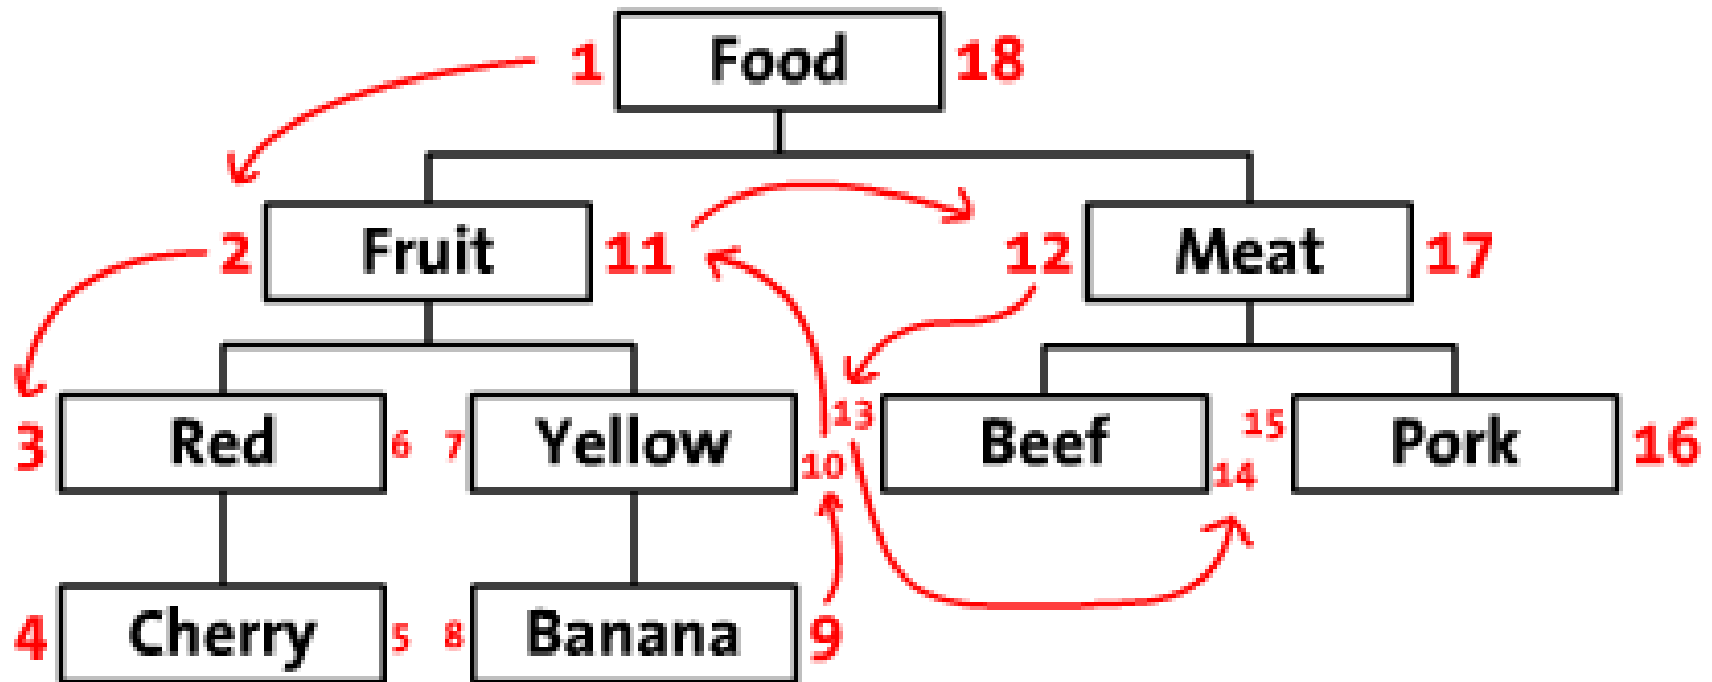 1 Food 18
2 Fruit 11 12 Meat 17
3 Red 6 7 Yellow 10 13 Beef 14 15 Pork 16
4 Cherry 5 8 Banana 9